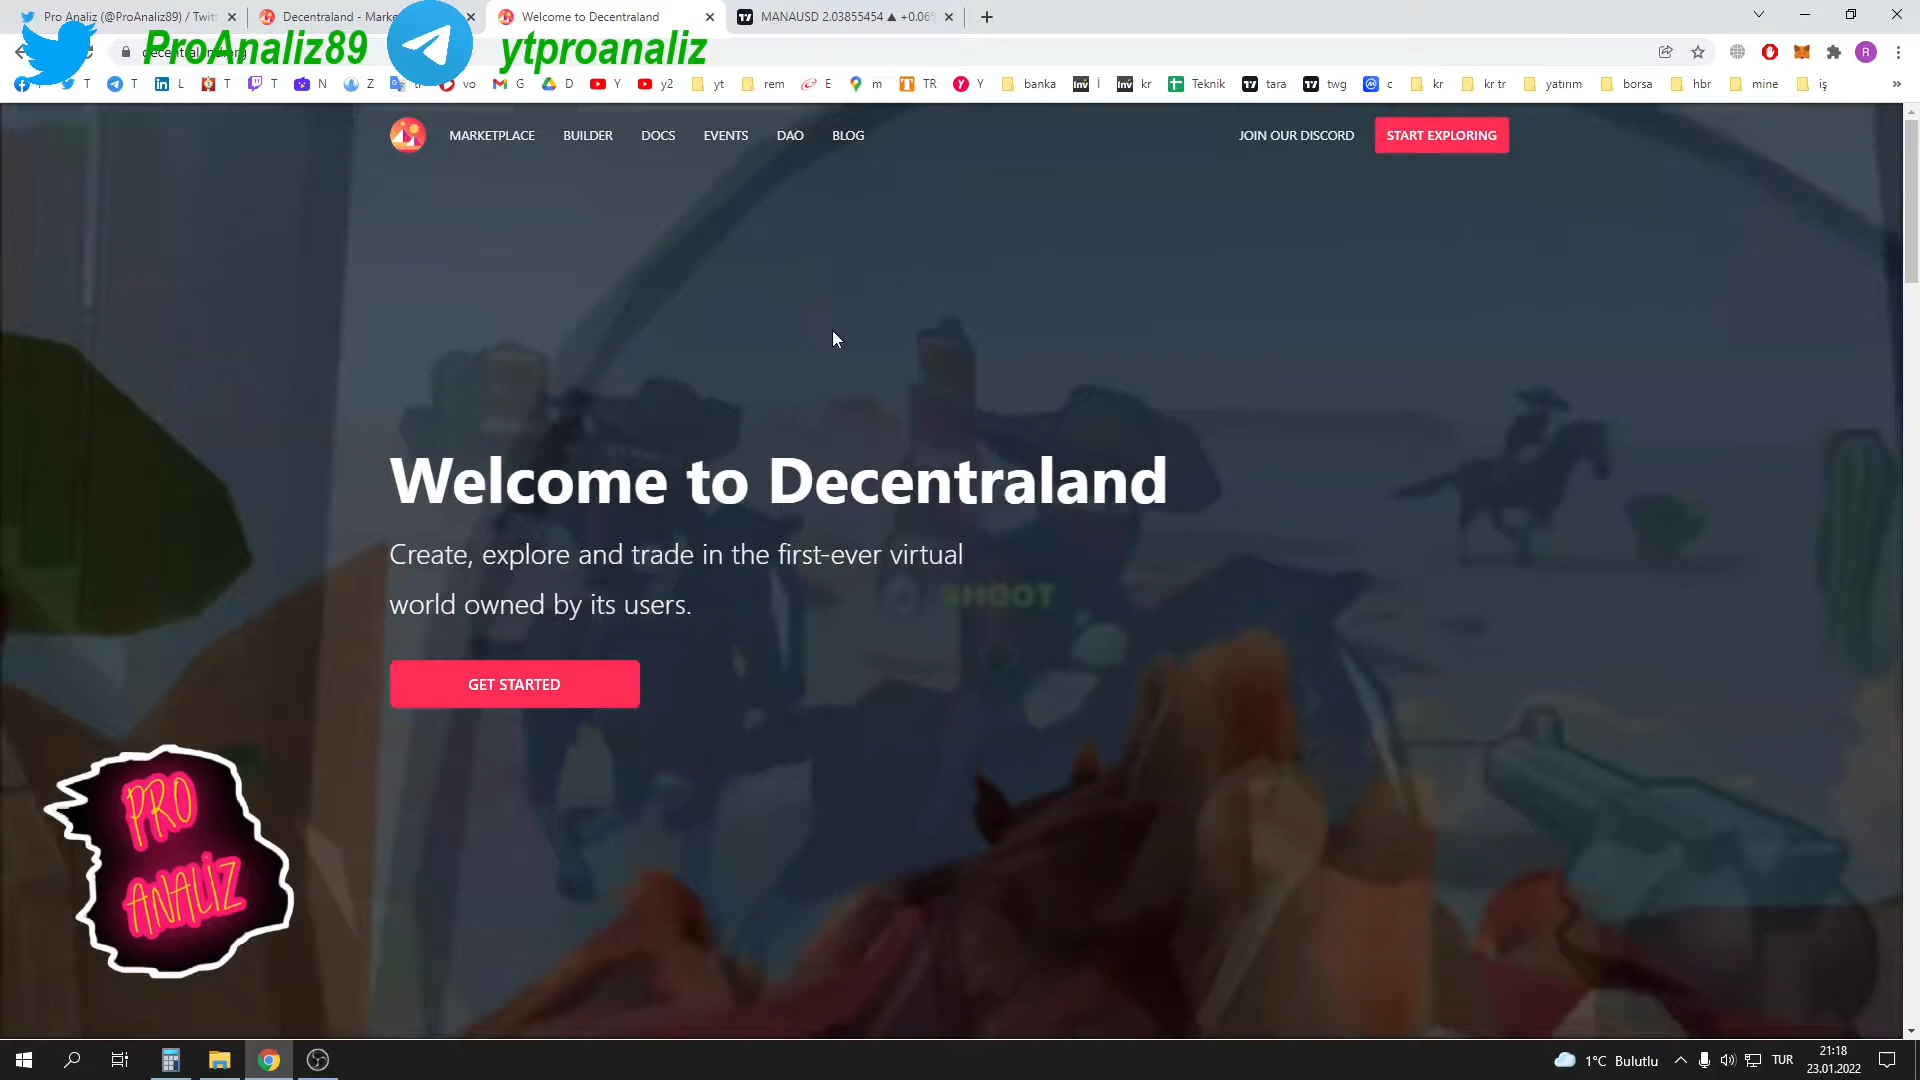 Pro Analiz (@ProAnaliz89) / Twitt
Decentraland - Marke
Welcome to Decentraland
MANAUSD 2.03855454 ▲ +0.06
ProAnaliz89
ytproanaliz
T
T
L
T
T
N
Z
vo
G
D
Y
y2
yt
rem
E
m
TR
Y
banka
İ
kr
Teknik
tara
twg
c
kr
kr tr
yatırım
borsa
hbr
mine
iş
MARKETPLACE
BUILDER
DOCS
EVENTS
DAO
BLOG
JOIN OUR DISCORD
START EXPLORING
Welcome to Decentraland
Create, explore and trade in the first-ever virtual
world owned by its users.
SHOOT
GET STARTED
PRO
ANALİZ
1°C Bulutlu
TUR
21:18
23.01.2022